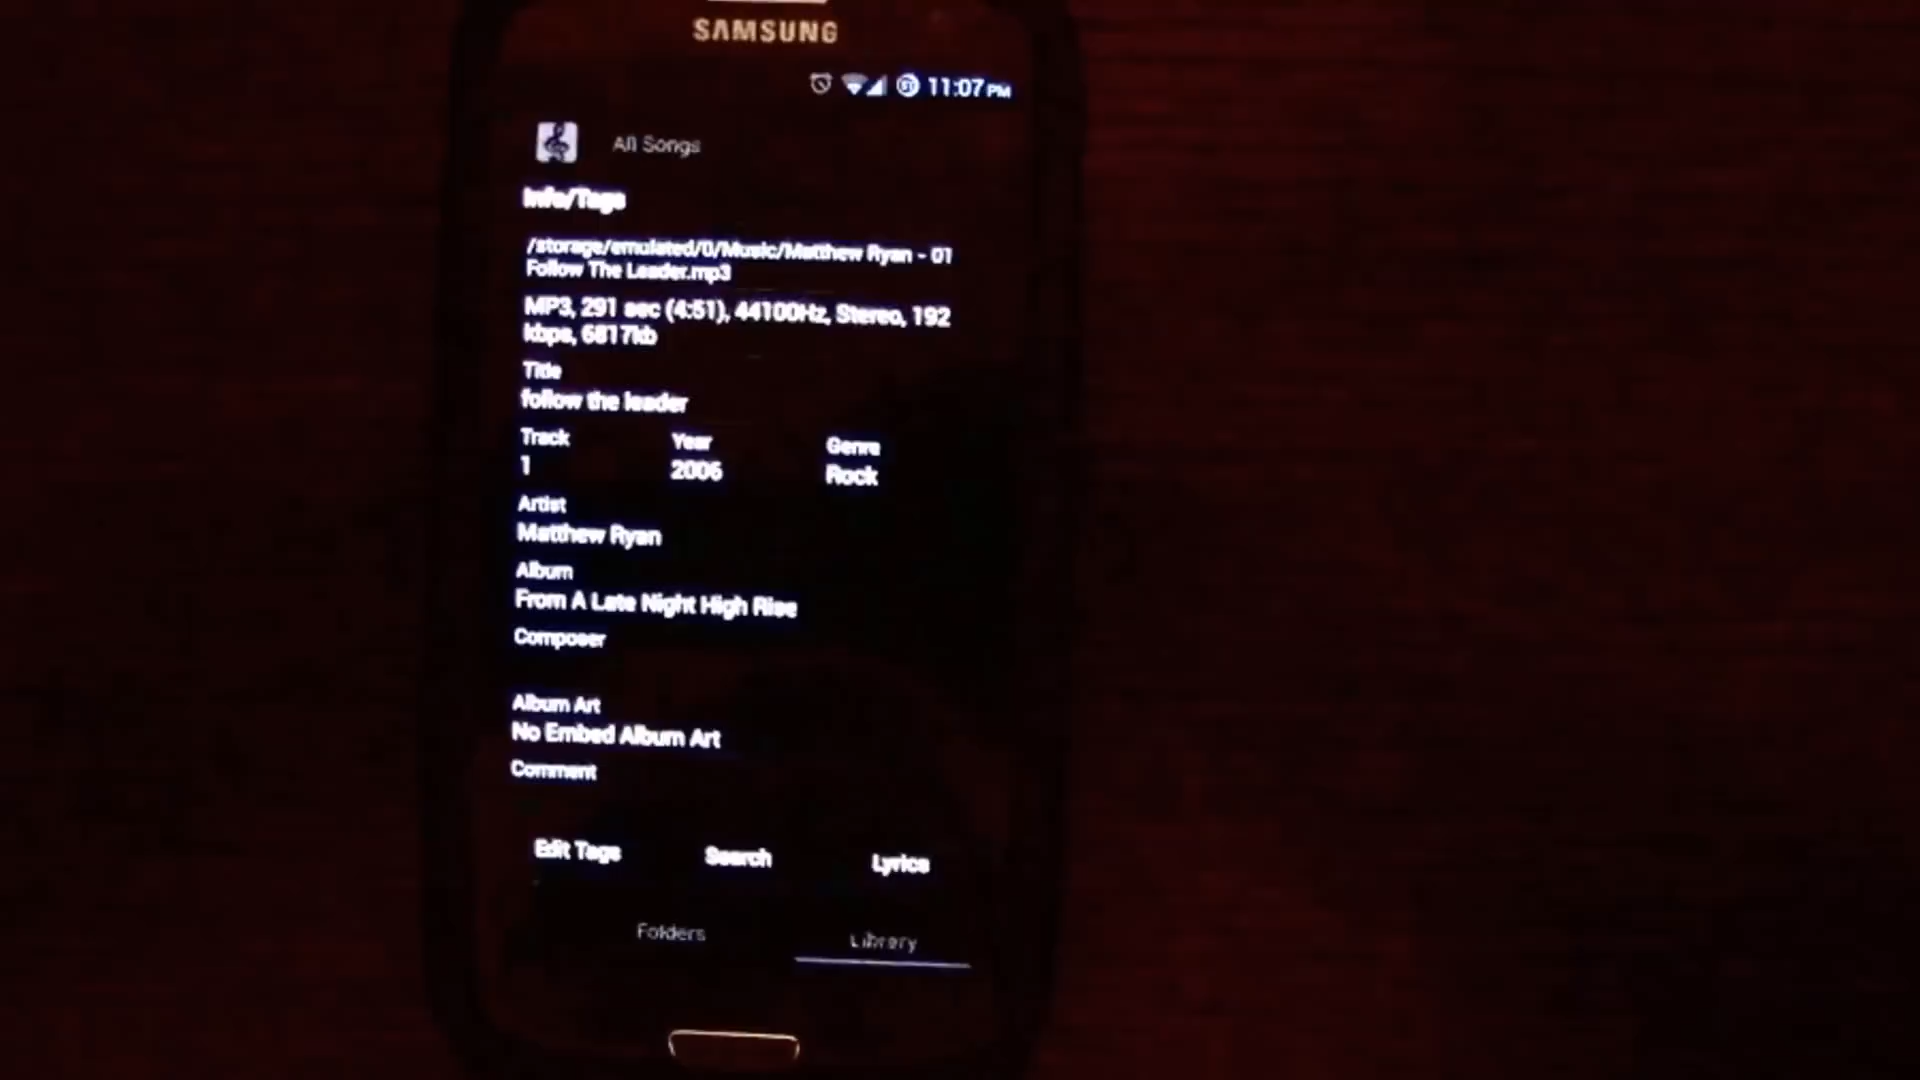 SAMSUNG
11:07 PM
All Songs
Info/Tags
/storage/emulated/0/Music/Matthew Ryan - 01
Follow The Leader.mp3
MP3, 291 sec (4:51), 44100Hz, Stereo, 192
kbps, 6817kb
Title
follow the leader
Track Year Genre
1 2006 Rock
Artist
Matthew Ryan
Album
From A Late Night High Rise
Composer
Album Art
No Embed Album Art
Comment
Edit Tags Search Lyrics
Folders Library